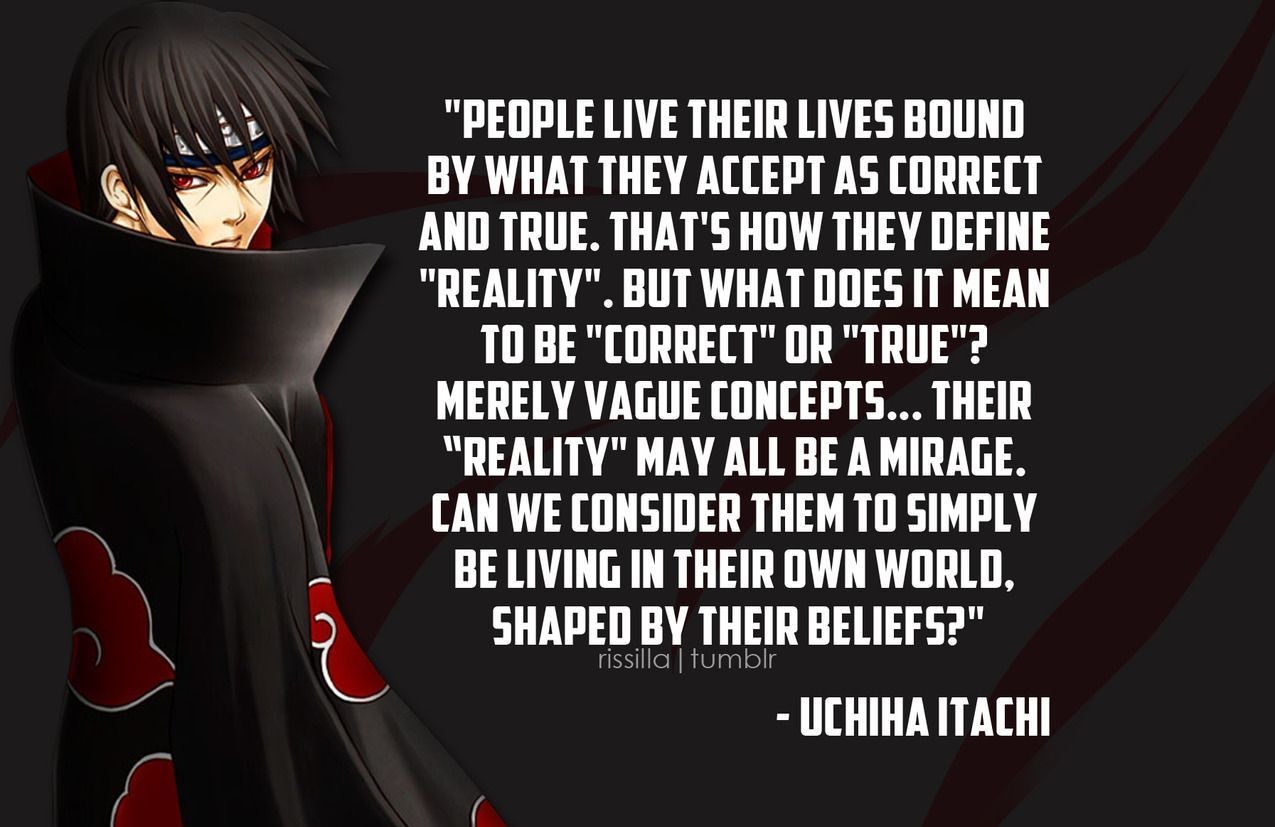 "PEOPLE LIVE THEIR LIVES BOUND
BY WHAT THEY ACCEPT AS CORRECT
AND TRUE. THAT'S HOW THEY DEFINE
"REALITY". BUT WHAT DOES IT MEAN
TO BE "CORRECT" OR "TRUE"?
MERELY VAGUE CONCEPTS... THEIR
“REALITY" MAY ALL BE A MIRAGE.
CAN WE CONSIDER THEM TO SIMPLY
BE LIVING IN THEIR OWN WORLD,
SHAPED BY THEIR BELIEFS?"
rissilla|tumblr
- UCHIHA ITACHI